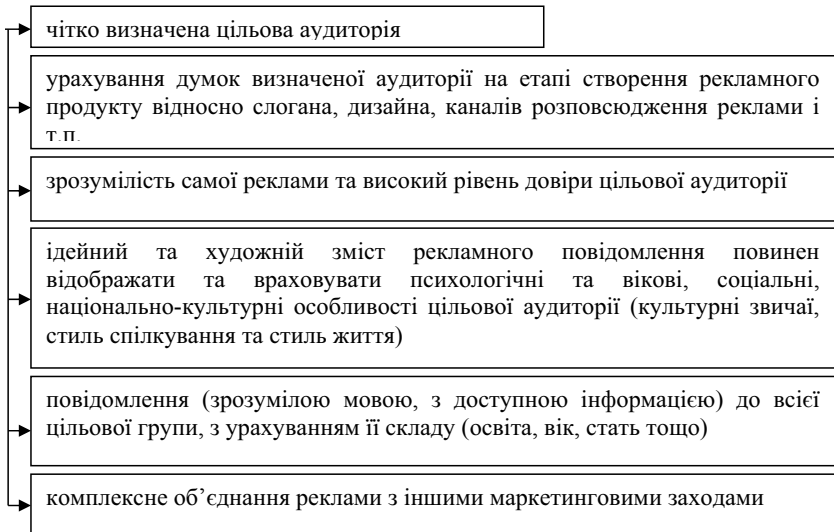 чітко визначена цільова аудиторія
урахування думок визначеної аудиторії на етапі створення рекламного
продукту відносно слогана, дизайна, каналів розповсюдження реклами і
т.п.
зрозумілість самої реклами та високий рівень довіри цільової аудиторії
ідейний та художній зміст рекламного повідомлення повинен
відображати та враховувати психологічні та вікові, соціальні,
національно-культурні особливості цільової аудиторії (культурні звичаї,
стиль спілкування та стиль життя)
повідомлення (зрозумілою мовою, з доступною інформацією) до всієї
цільової групи, з урахуванням її складу (освіта, вік, стать тощо)
комплексне об’єднання реклами з іншими маркетинговими заходами